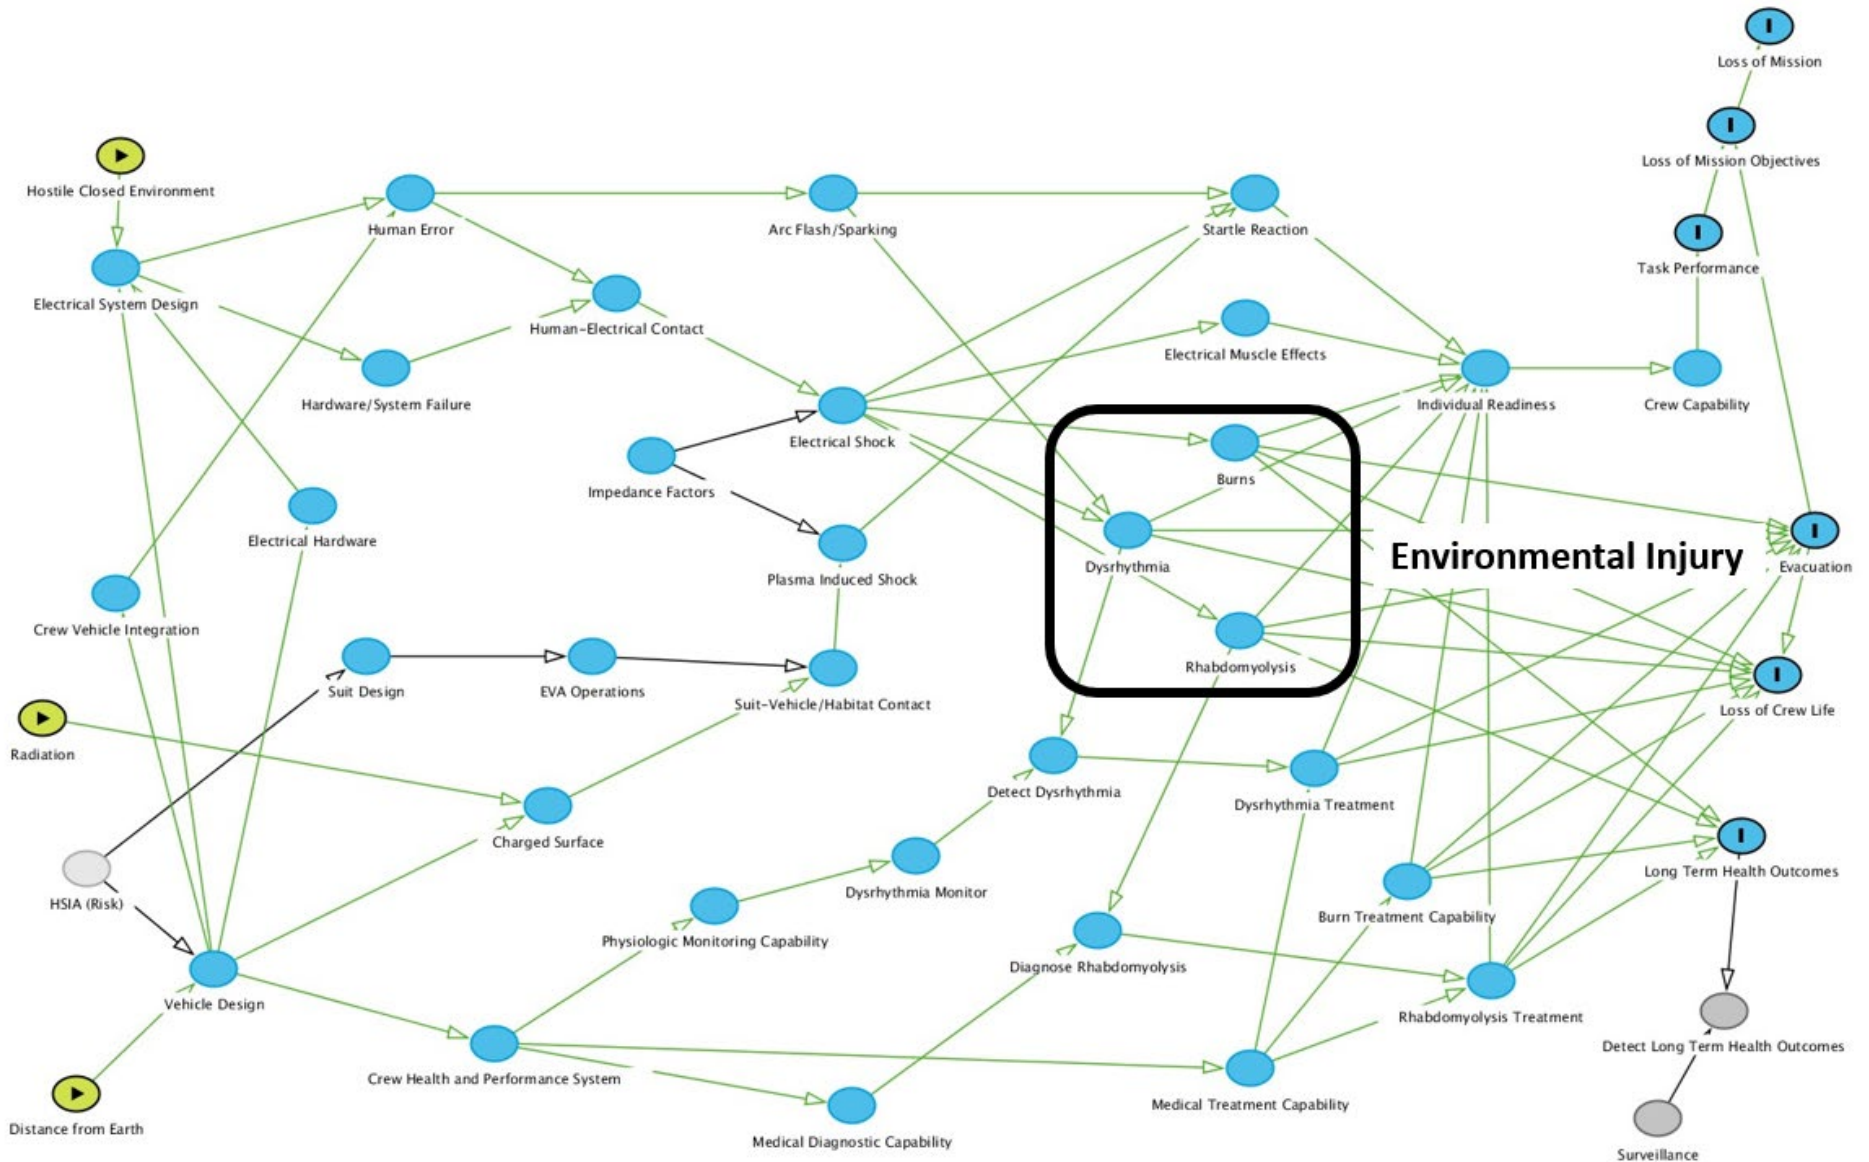 Loss of Mission
Loss of Mission Objectives
Hostile Closed Environment
Human Error
Arc Flash/Sparking
Startle Reaction
Task Performance
Electrical System Design
Human-Electrical Contact
Electrical Muscle Effects
Hardware/System Failure
Individual Readiness
Crew Capability
Electrical Shock
Burns
Impedance Factors
Electrical Hardware
Environmental Injury
Dysrhythmia
Evacuation
Plasma Induced Shock
Crew Vehicle Integration
Rhabdomyolysis
Suit Design
EVA Operations
Suit-Vehicle/Habitat Contact
Loss of Crew Life
Radiation
Detect Dysrhythmia
Dysrhythmia Treatment
Charged Surface
Long Term Health Outcomes
Dysrhythmia Monitor
HSIA (Risk)
Burn Treatment Capability
Physiologic Monitoring Capability
Diagnose Rhabdomyolysis
Vehicle Design
Rhabdomyolysis Treatment
Detect Long Term Health Outcomes
Crew Health and Performance System
Medical Treatment Capability
Distance from Earth
Medical Diagnostic Capability
Surveillance